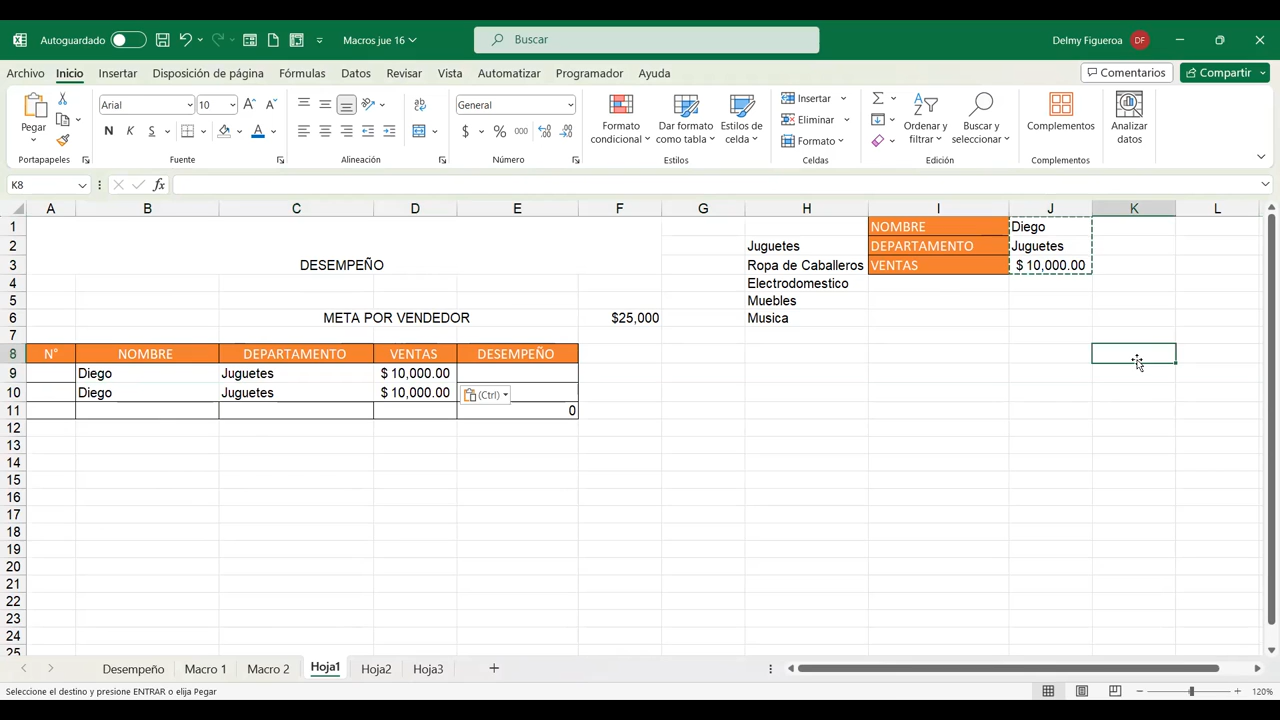 Autoguardado
Macros jue 16
Buscar
Delmy Figueroa
DF
Archivo Inicio Insertar Disposición de página Fórmulas Datos Revisar Vista Automatizar Programador Ayuda
Comentarios
Compartir
Pegar
Portapapeles
Arial 10
N K S
Fuente
Alineación
General
$ % 000
Número
Formato condicional
Dar formato como tabla
Estilos de celda
Estilos
Insertar
Eliminar
Formato
Celdas
Ordenar y filtrar
Buscar y seleccionar
Edición
Complementos
Complementos
Analizar datos
K8
fx
A B C D E F G H I J K L
1 NOMBRE Diego
2 Juguetes DEPARTAMENTO Juguetes
3 DESEMPEÑO Ropa de Caballeros VENTAS $ 10,000.00
4 Electrodomestico
5 Muebles
6 META POR VENDEDOR $25,000 Musica
7
8 N° NOMBRE DEPARTAMENTO VENTAS DESEMPEÑO
9 Diego Juguetes $ 10,000.00
10 Diego Juguetes $ 10,000.00 (Ctrl)
11 0
12
13
14
15
16
17
18
19
20
21
22
23
24
25
Desempeño Macro 1 Macro 2 Hoja1 Hoja2 Hoja3
Seleccione el destino y presione ENTRAR o elija Pegar
120%